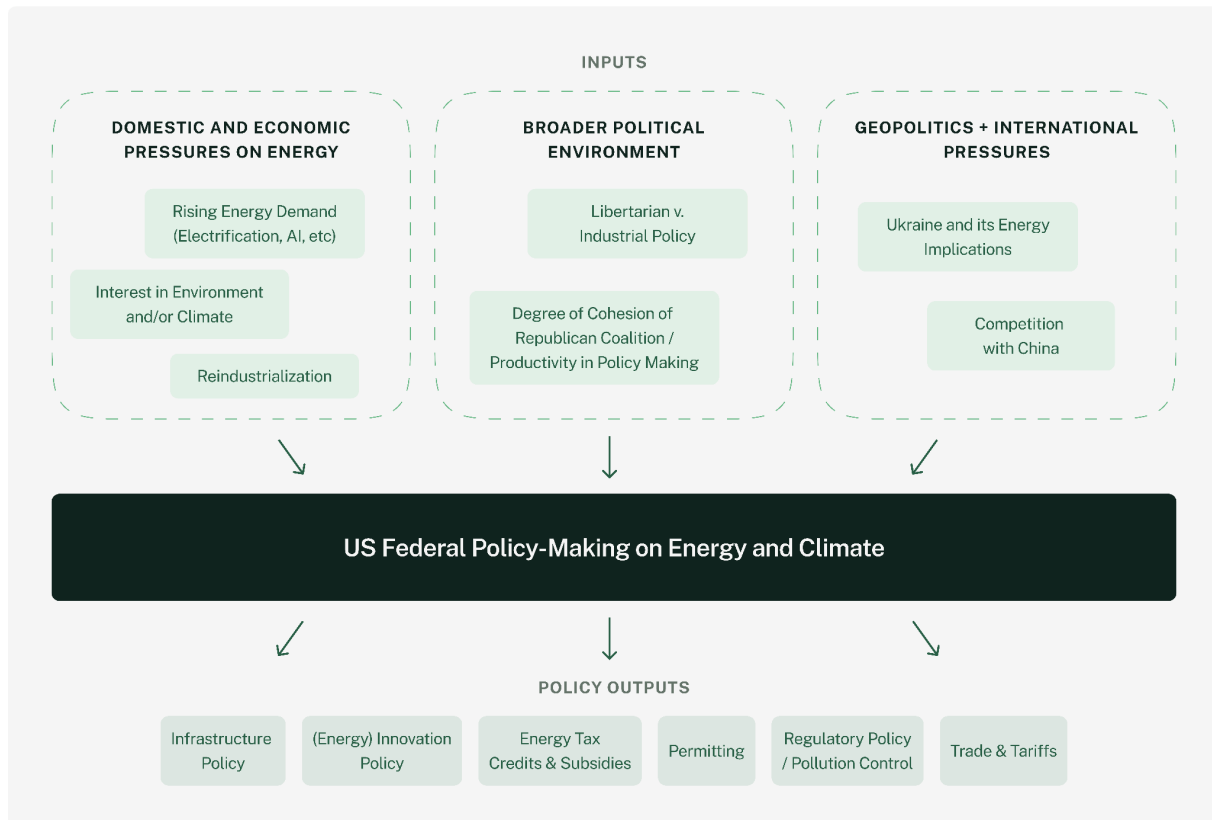 INPUTS
DOMESTIC AND ECONOMIC
PRESSURES ON ENERGY
Rising Energy Demand
(Electrification, AI, etc)
Interest in Environment
and/or Climate
Reindustrialization
BROADER POLITICAL
ENVIRONMENT
Libertarian v.
Industrial Policy
Degree of Cohesion of
Republican Coalition /
Productivity in Policy Making
GEOPOLITICS + INTERNATIONAL
PRESSURES
Ukraine and its Energy
Implications
Competition
with China
US Federal Policy-Making on Energy and Climate
POLICY OUTPUTS
Infrastructure
Policy
(Energy) Innovation
Policy
Energy Tax
Credits & Subsidies
Permitting
Regulatory Policy
/ Pollution Control
Trade & Tariffs